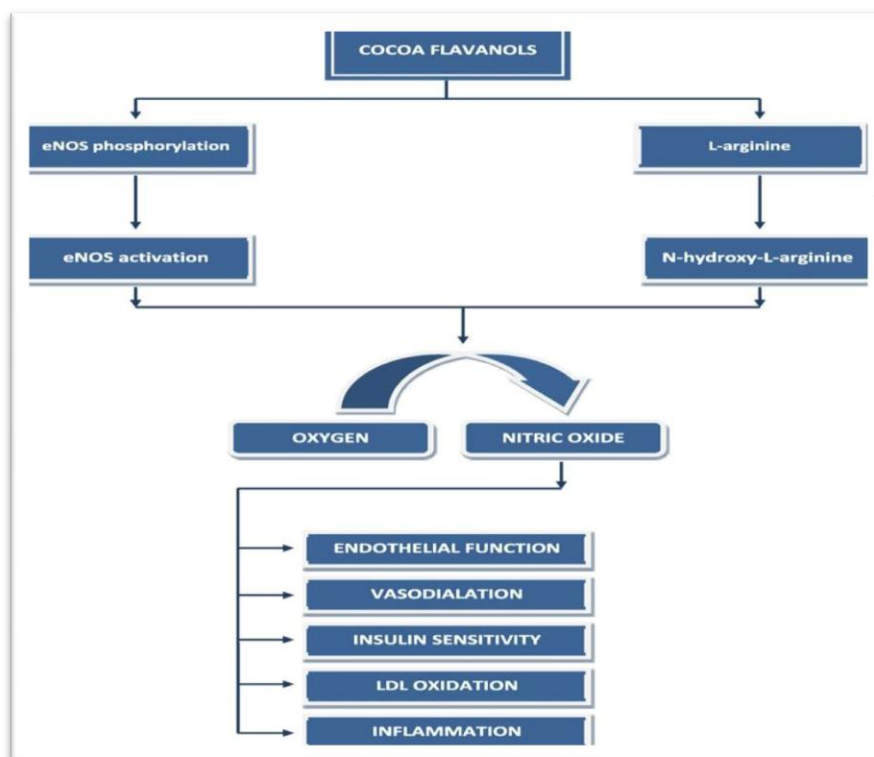 COCOA FLAVANOLS
eNOS phosphorylation
L-arginine
eNOS activation
N-hydroxy-L-arginine
OXYGEN
NITRIC OXIDE
ENDOTHELIAL FUNCTION
VASODIALATION
INSULIN SENSITIVITY
LDL OXIDATION
INFLAMMATION